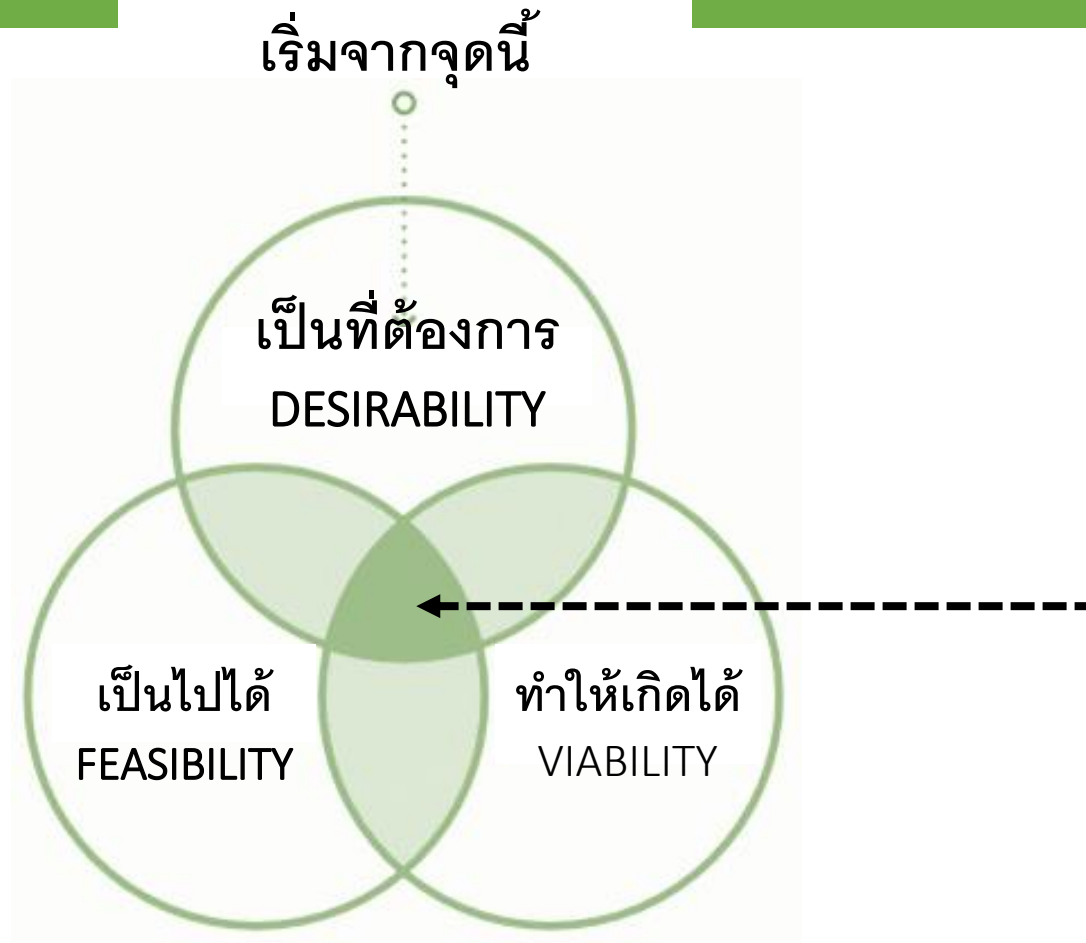 เริ่มจากจุดนี้
เป็นที่ต้องการ
DESIRABILITY
เป็นไปได้
FEASIBILITY
ทำให้เกิดได้
VIABILITY